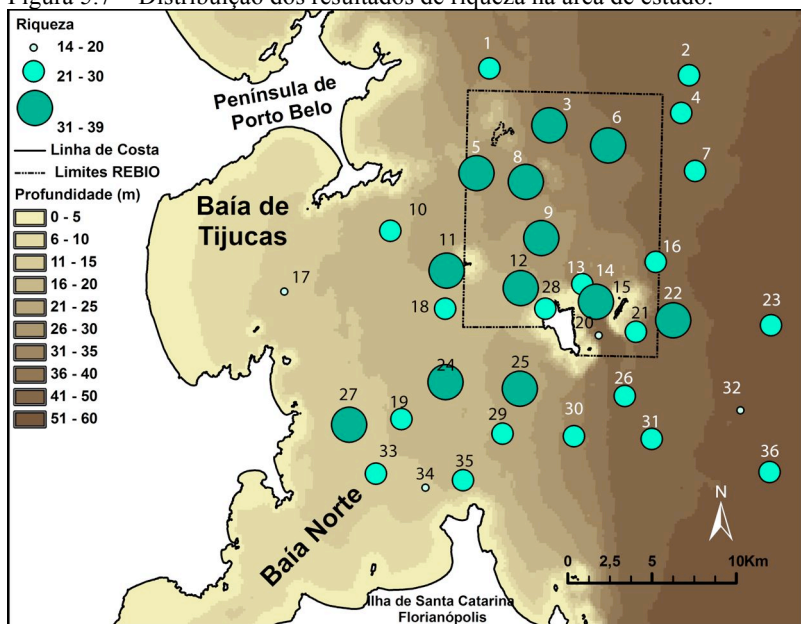 Figura 5.7 – Distribuição dos resultados de riqueza na área de estudo.
Riqueza
14 - 20
21 - 30
31 - 39
Linha de Costa
Limites REBIO
Profundidade (m)
0 - 5
6 - 10
11 - 15
16 - 20
21 - 25
26 - 30
31 - 35
36 - 40
41 - 50
51 - 60
Península de
Porto Belo
Baía de
Tijucas
Baía Norte
Ilha de Santa Catarina
Florianópolis
1
2
3
4
5
6
7
8
9
10
11
12
13
14
15
16
17
18
19
20
21
22
23
24
25
26
27
28
29
30
31
32
33
34
35
36
N
0 2,5 5 10Km